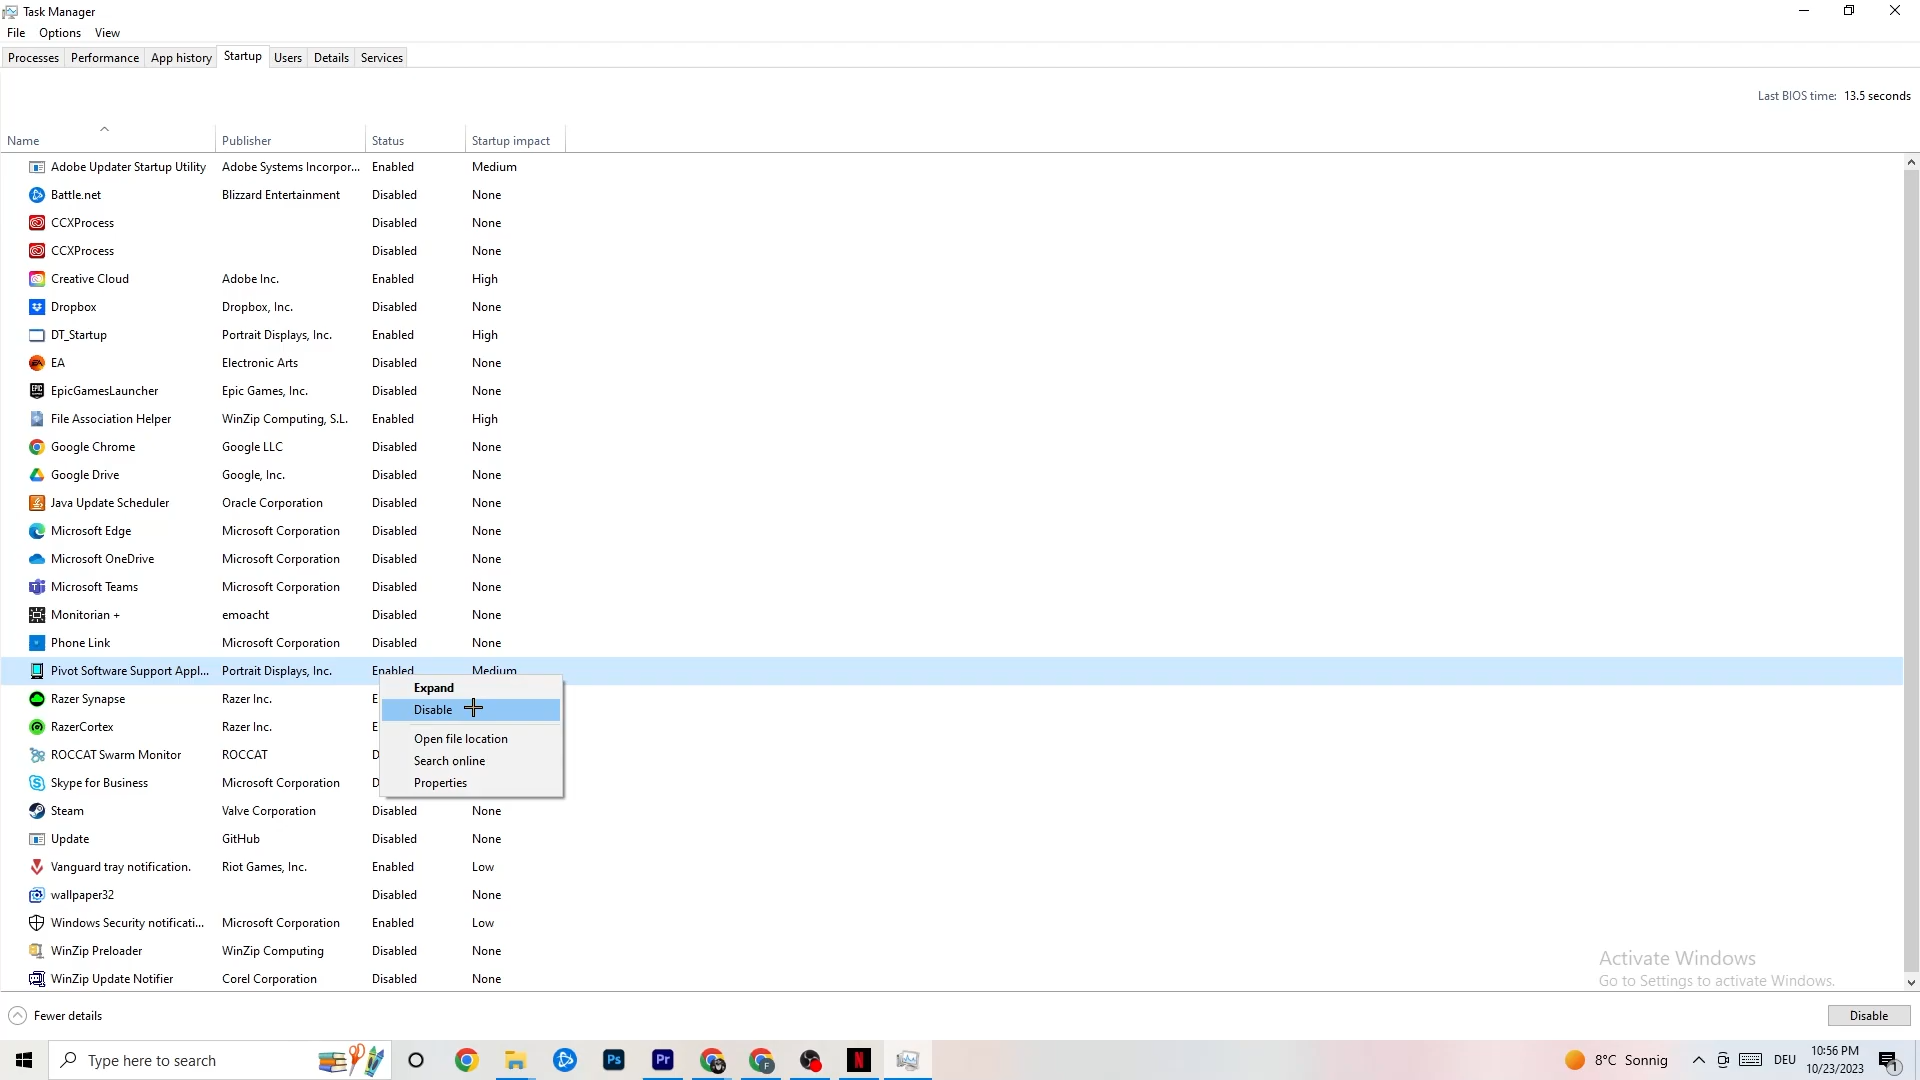 Task Manager
File Options View
Processes Performance App history Startup Users Details Services
Last BIOS time: 13.5 seconds
Name Publisher Status Startup impact
Adobe Updater Startup Utility Adobe Systems Incorpor... Enabled Medium
Battle.net Blizzard Entertainment Disabled None
CCXProcess Disabled None
CCXProcess Disabled None
Creative Cloud Adobe Inc. Enabled High
Dropbox Dropbox, Inc. Disabled None
DT_Startup Portrait Displays, Inc. Enabled High
EA Electronic Arts Disabled None
EpicGamesLauncher Epic Games, Inc. Disabled None
File Association Helper WinZip Computing, S.L. Enabled High
Google Chrome Google LLC Disabled None
Google Drive Google, Inc. Disabled None
Java Update Scheduler Oracle Corporation Disabled None
Microsoft Edge Microsoft Corporation Disabled None
Microsoft OneDrive Microsoft Corporation Disabled None
Microsoft Teams Microsoft Corporation Disabled None
Monitorian + emoacht Disabled None
Phone Link Microsoft Corporation Disabled None
Pivot Software Support Appl... Portrait Displays, Inc. Enabled Medium
Expand
Razer Synapse Razer Inc. E
Disable
RazerCortex Razer Inc. E
Open file location
ROCCAT Swarm Monitor ROCCAT D
Search online
Skype for Business Microsoft Corporation D
Properties
Steam Valve Corporation Disabled None
Update GitHub Disabled None
Vanguard tray notification. Riot Games, Inc. Enabled Low
wallpaper32 Disabled None
Windows Security notificati... Microsoft Corporation Enabled Low
WinZip Preloader WinZip Computing Disabled None
WinZip Update Notifier Corel Corporation Disabled None
Activate Windows
Go to Settings to activate Windows.
Fewer details Disable
Type here to search Ps Pr F N 8°C Sonnig DEU 10:56 PM
10/23/2023 1